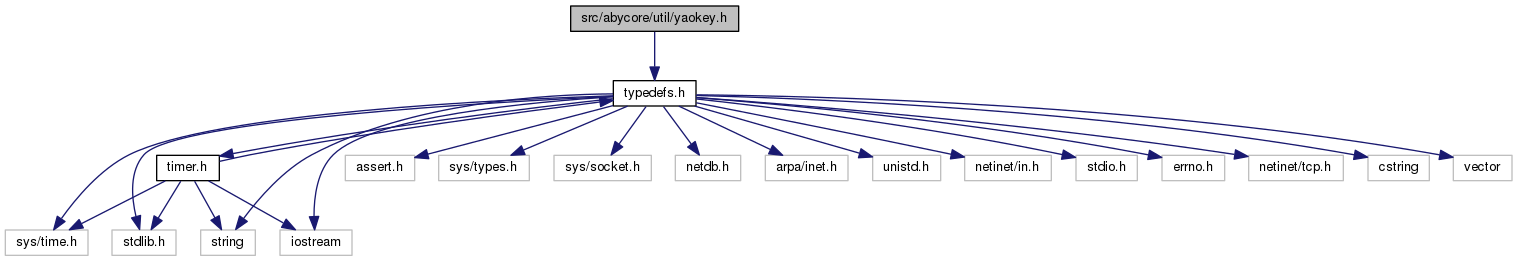 src/abycore/util/yaokey.h
typedefs.h
timer.h
assert.h
sys/types.h
sys/socket.h
netdb.h
arpa/inet.h
unistd.h
netinet/in.h
stdio.h
errno.h
netinet/tcp.h
cstring
vector
sys/time.h
stdlib.h
string
iostream